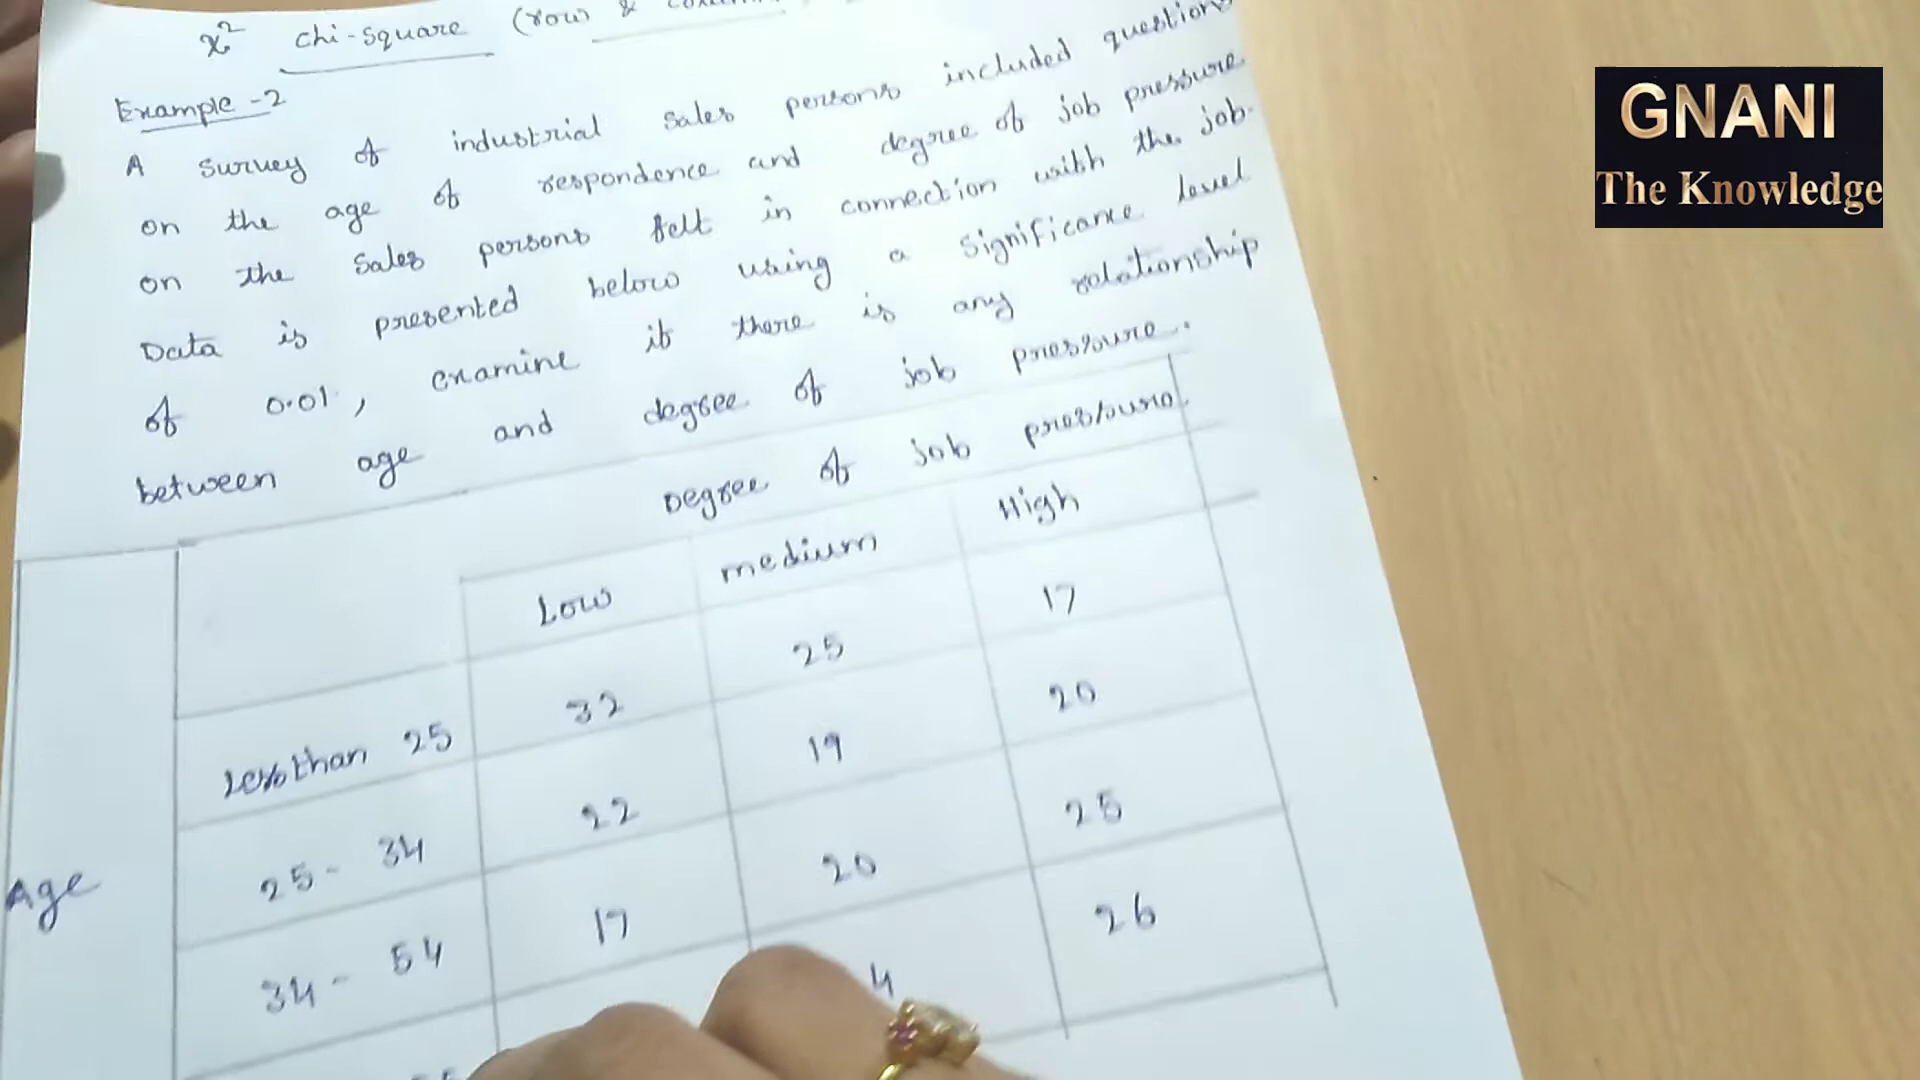 x² chi-square (row &
Example -2
A survey of industrial sales persons included questions
on the age of respondence and degree of job pressure
on the sales persons felt in connection with the job.
Data is presented below using a significance level
of 0.01, examine if there is any relationship
between age and degree of job pressure.
Degree of job pressure
Low medium High
Less than 25 32 25 17
25 - 34 22 19 20
34 - 54 17 20 25
4 26
Age
GNANI
The Knowledge